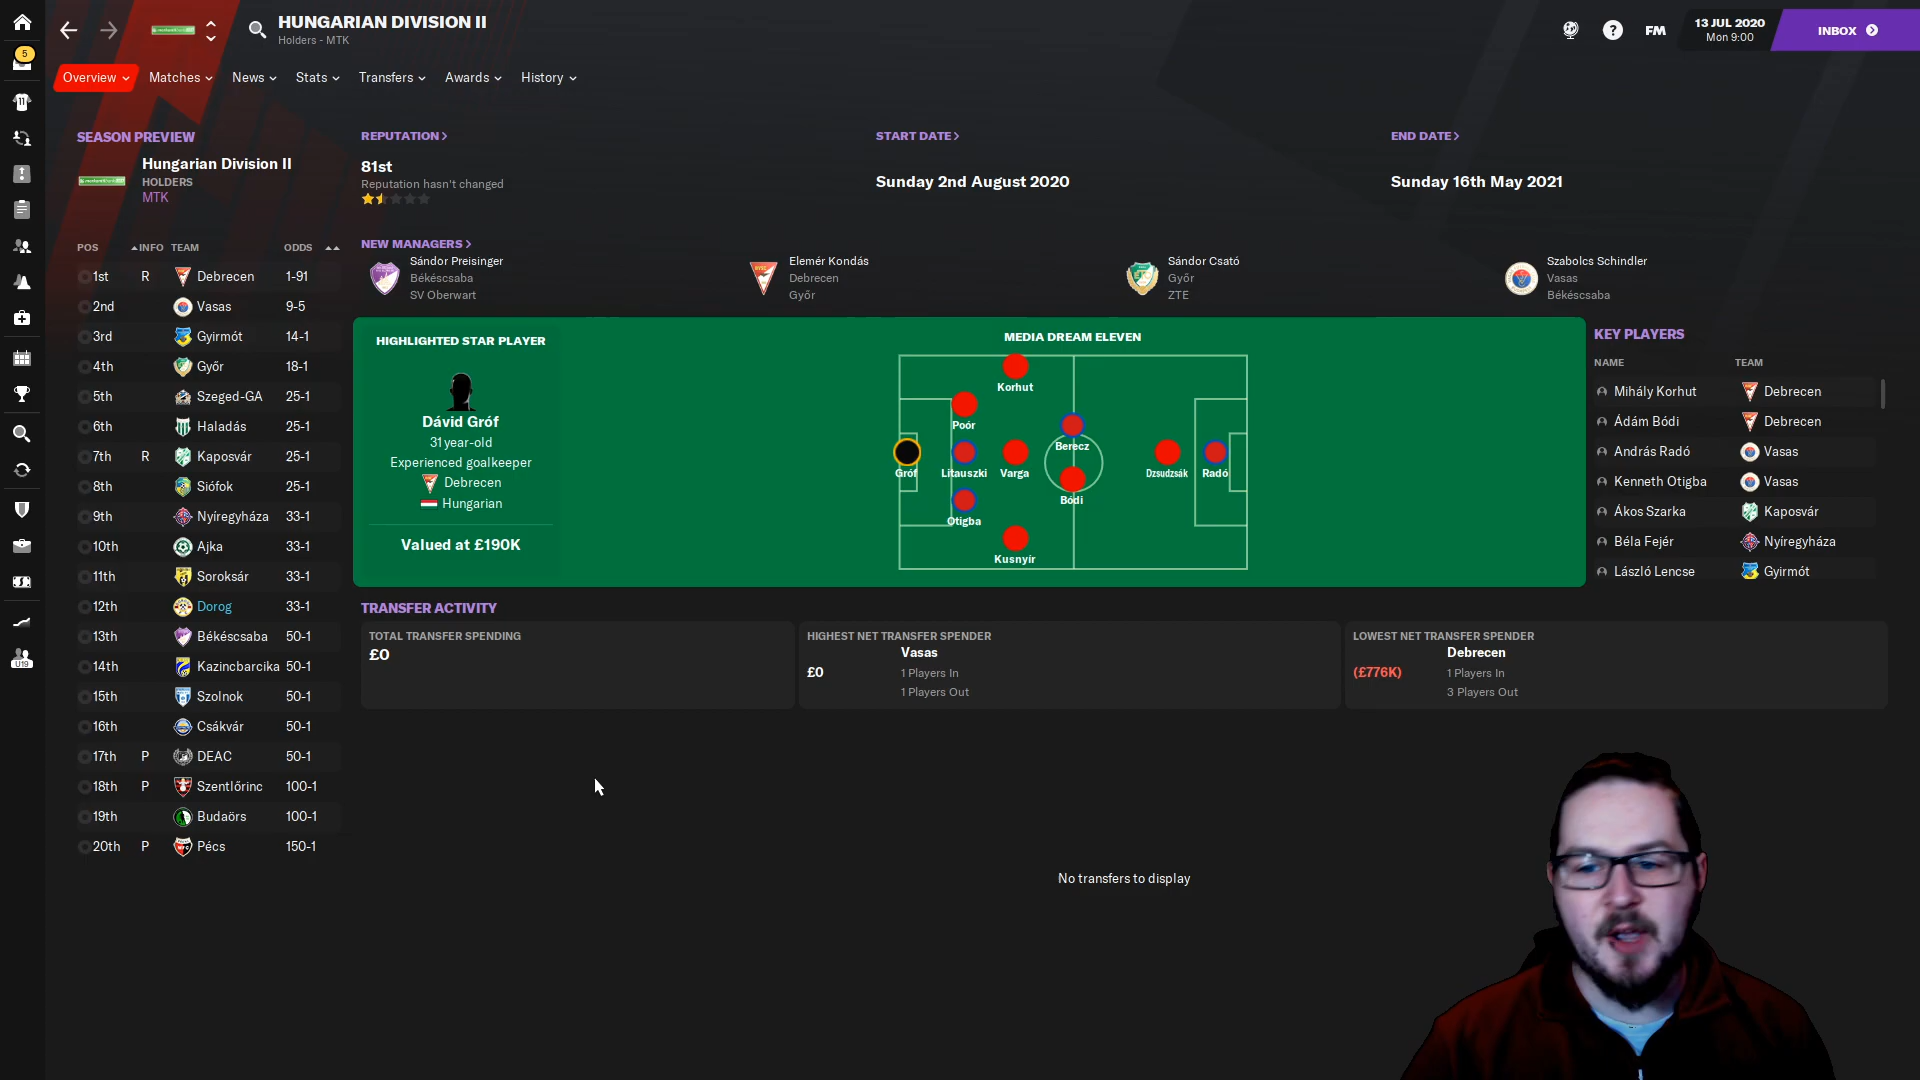 HUNGARIAN DIVISION II
Holders - MTK
13 JUL 2020
Mon 9:00
INBOX
FM
?
5
Overview
Matches
News
Stats
Transfers
Awards
History
SEASON PREVIEW
Hungarian Division II
HOLDERS
MTK
REPUTATION >
81st
Reputation hasn't changed
START DATE >
Sunday 2nd August 2020
END DATE >
Sunday 16th May 2021
NEW MANAGERS >
Sándor Preisinger
Békéscsaba
SV Oberwart
Elemér Kondás
Debrecen
Győr
Sándor Csató
Győr
ZTE
Szabolcs Schindler
Vasas
Békéscsaba
POS INFO TEAM ODDS
1st R Debrecen 1-91
2nd Vasas 9-5
3rd Gyirmót 14-1
4th Győr 18-1
5th Szeged-GA 25-1
6th Haladás 25-1
7th R Kaposvár 25-1
8th Siófok 25-1
9th Nyíregyháza 33-1
10th Ajka 33-1
11th Soroksár 33-1
12th Dorog 33-1
13th Békéscsaba 50-1
14th Kazincbarcika 50-1
15th Szolnok 50-1
16th Csákvár 50-1
17th P DEAC 50-1
18th P Szentlőrinc 100-1
19th Budaörs 100-1
20th P Pécs 150-1
HIGHLIGHTED STAR PLAYER
Dávid Gróf
31 year-old
Experienced goalkeeper
Debrecen
Hungarian
Valued at £190K
MEDIA DREAM ELEVEN
Korhut
Poór
Berecz
Gróf
Litauszki
Varga
Dzsudzsák
Radó
Bódi
Otigba
Kusnyír
KEY PLAYERS
NAME TEAM
Mihály Korhut Debrecen
Ádám Bódi Debrecen
András Radó Vasas
Kenneth Otigba Vasas
Ákos Szarka Kaposvár
Béla Fejér Nyíregyháza
László Lencse Gyirmót
TRANSFER ACTIVITY
TOTAL TRANSFER SPENDING
£0
HIGHEST NET TRANSFER SPENDER
Vasas
£0
1 Players In
1 Players Out
LOWEST NET TRANSFER SPENDER
Debrecen
(£776K)
1 Players In
3 Players Out
No transfers to display
11
U19